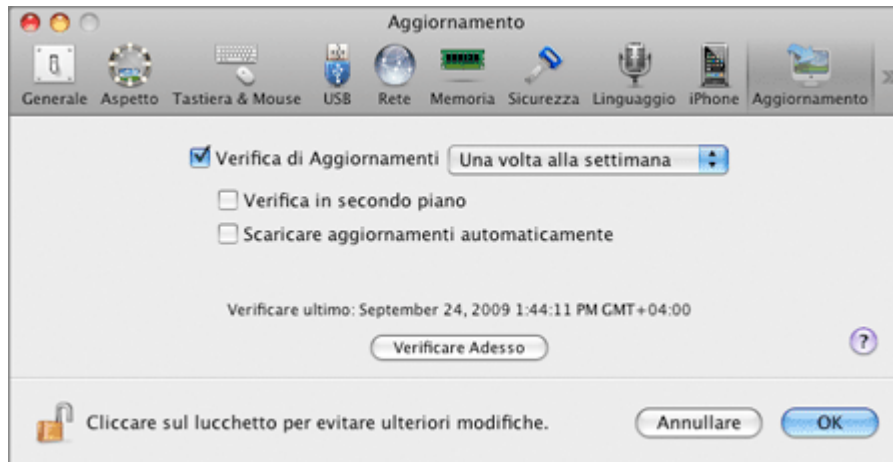 Aggiornamento
Generale Aspetto Tastiera & Mouse USB Rete Memoria Sicurezza Linguaggio iPhone Aggiornamento
Verifica di Aggiornamenti Una volta alla settimana
Verifica in secondo piano
Scaricare aggiornamenti automaticamente
Verificare ultimo: September 24, 2009 1:44:11 PM GMT+04:00
Verificare Adesso ?
Cliccare sul lucchetto per evitare ulteriori modifiche. Annullare OK